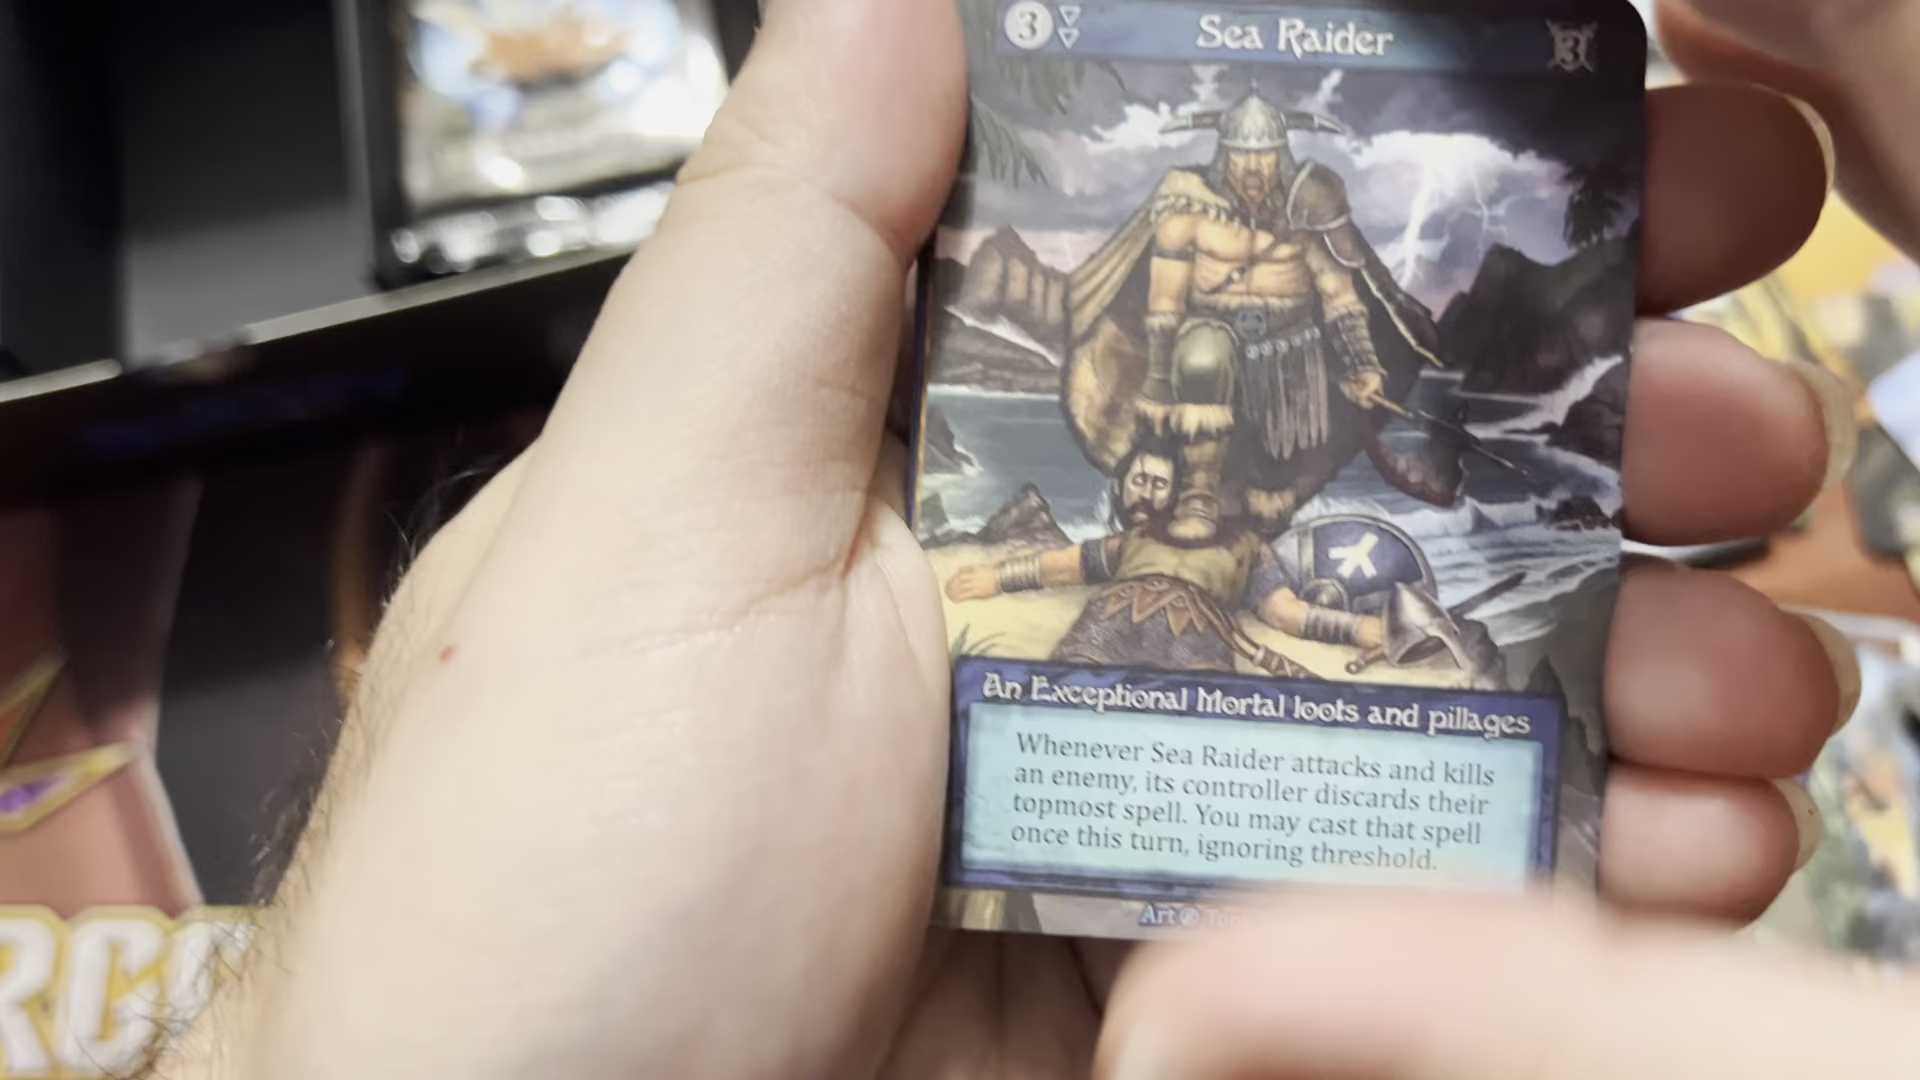 3
Sea Raider
3
An Exceptional Mortal loots and pillages
Whenever Sea Raider attacks and kills
an enemy, its controller discards their
topmost spell. You may cast that spell
once this turn, ignoring threshold.
Art